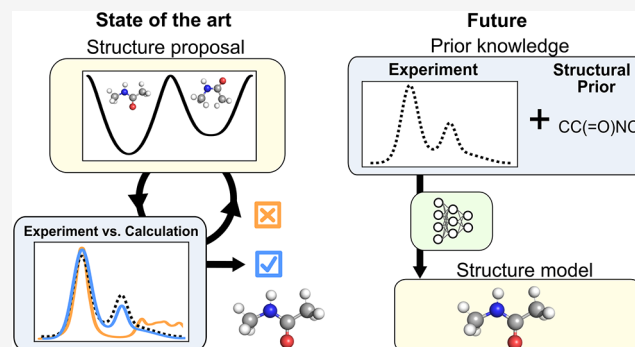 State of the art
Structure proposal
Experiment vs. Calculation
Future
Prior knowledge
Experiment
Structural
Prior
+
CC(=O)NC
Structure model